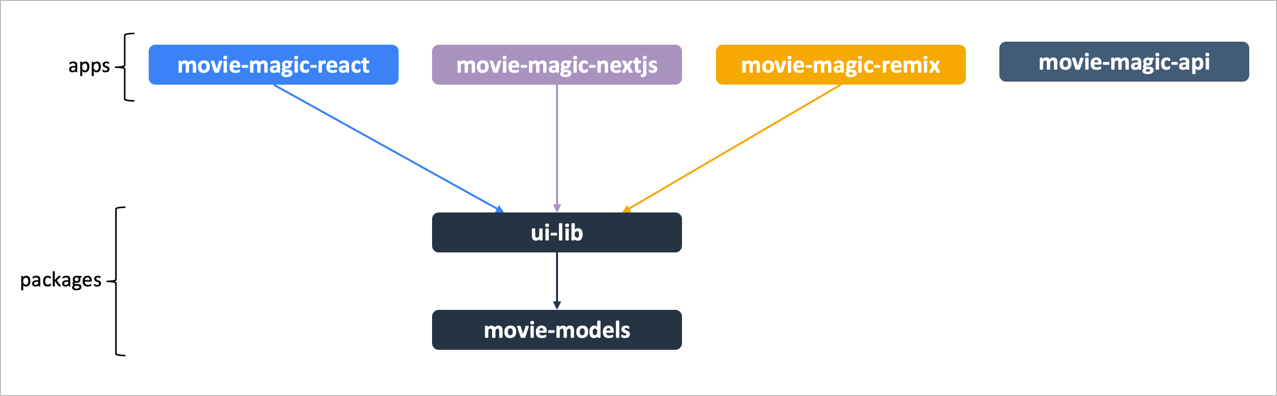 apps
movie-magic-react
movie-magic-nextjs
movie-magic-remix
movie-magic-api
packages
ui-lib
movie-models